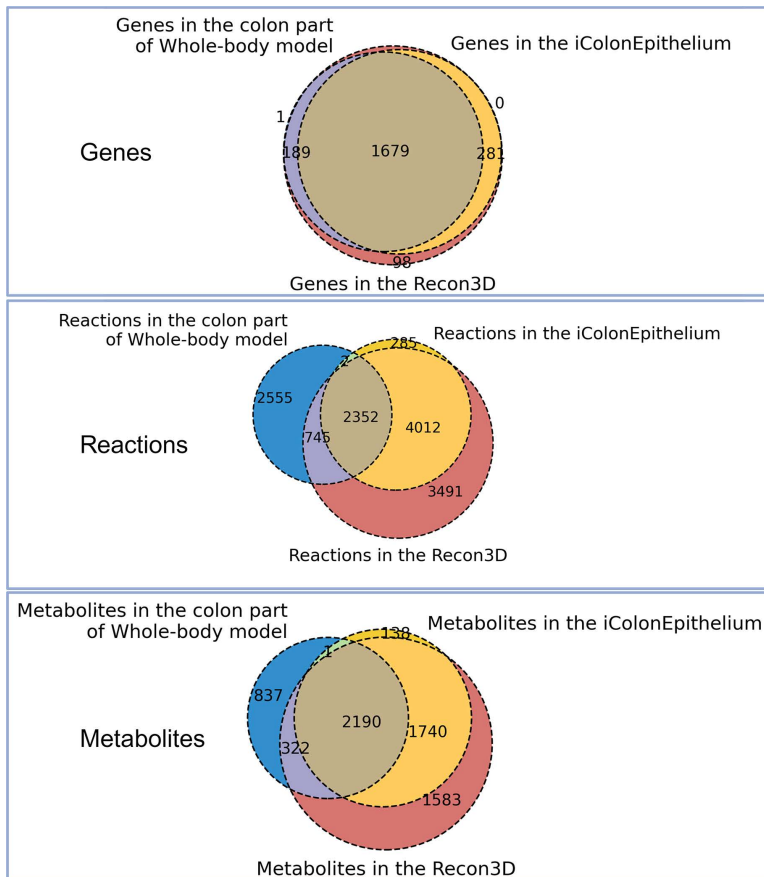 Genes in the colon part
of Whole-body model
Genes in the iColonEpithelium
1
0
Genes
189
1679
281
98
Genes in the Recon3D
Reactions in the colon part
of Whole-body model
Reactions in the iColonEpithelium
285
2
2555
2352
4012
745
Reactions
3491
Reactions in the Recon3D
Metabolites in the colon part
of Whole-body model
Metabolites in the iColonEpithelium
138
1
837
2190
1740
322
Metabolites
1583
Metabolites in the Recon3D